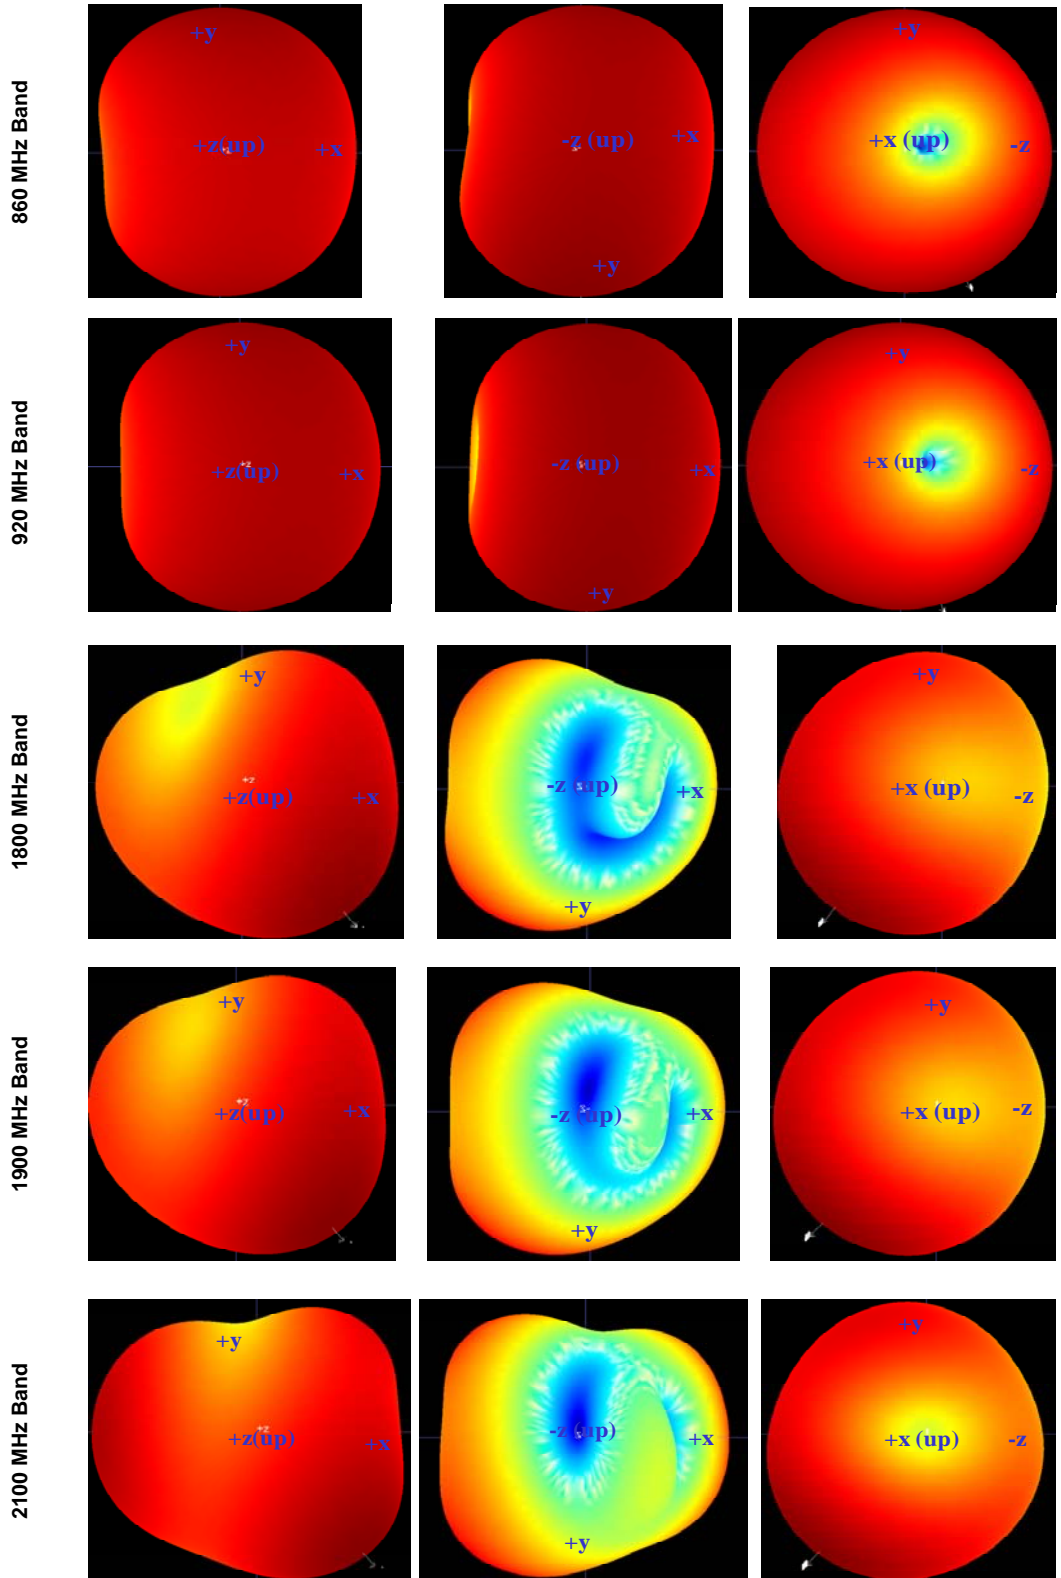 860 MHz Band
+y
+z(up)
+x
-z (up)
+x
+y
+y
+x (up)
-z
920 MHz Band
+y
+z
+z(up)
+x
-z (up)
+x
+y
+y
+x (up)
-z
1800 MHz Band
+y
+z
+z(up)
+x
-z (up)
+x
+y
+y
+x (up)
-z
1900 MHz Band
+y
+z
+z(up)
+x
-z (up)
+x
+y
+y
+x (up)
-z
2100 MHz Band
+y
+z
+z(up)
+x
-z (up)
+x
+y
+y
+x (up)
-z